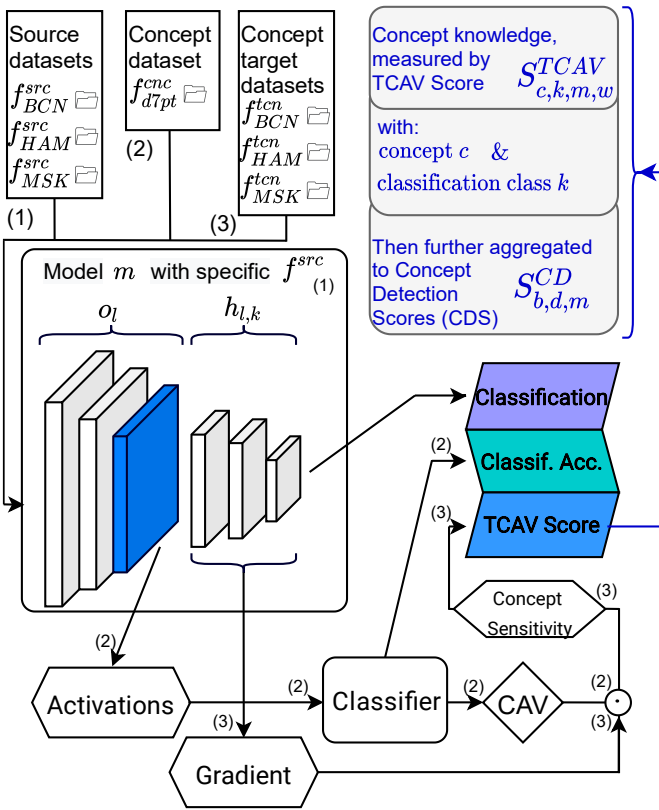 Source
datasets
f^{src}_{BCN}
f^{src}_{HAM}
f^{src}_{MSK}
(1)
Concept
dataset
f^{cnc}_{d7pt}
(2)
Concept
target
datasets
f^{tcn}_{BCN}
f^{tcn}_{HAM}
f^{tcn}_{MSK}
(3)
Concept knowledge,
measured by
TCAV Score S^{TCAV}_{c,k,m,w}
with:
concept c &
classification class k
Then further aggregated
to Concept
Detection
Scores (CDS)
S^{CD}_{b,d,m}
Model m with specific f^{src}
(1)
o_l
h_{l,k}
Classification
(2)
Classif. Acc.
(3)
TCAV Score
(3)
Concept
Sensitivity
(2)
Activations
(2)
Classifier
(2)
CAV
(2)
·
(3)
(3)
Gradient